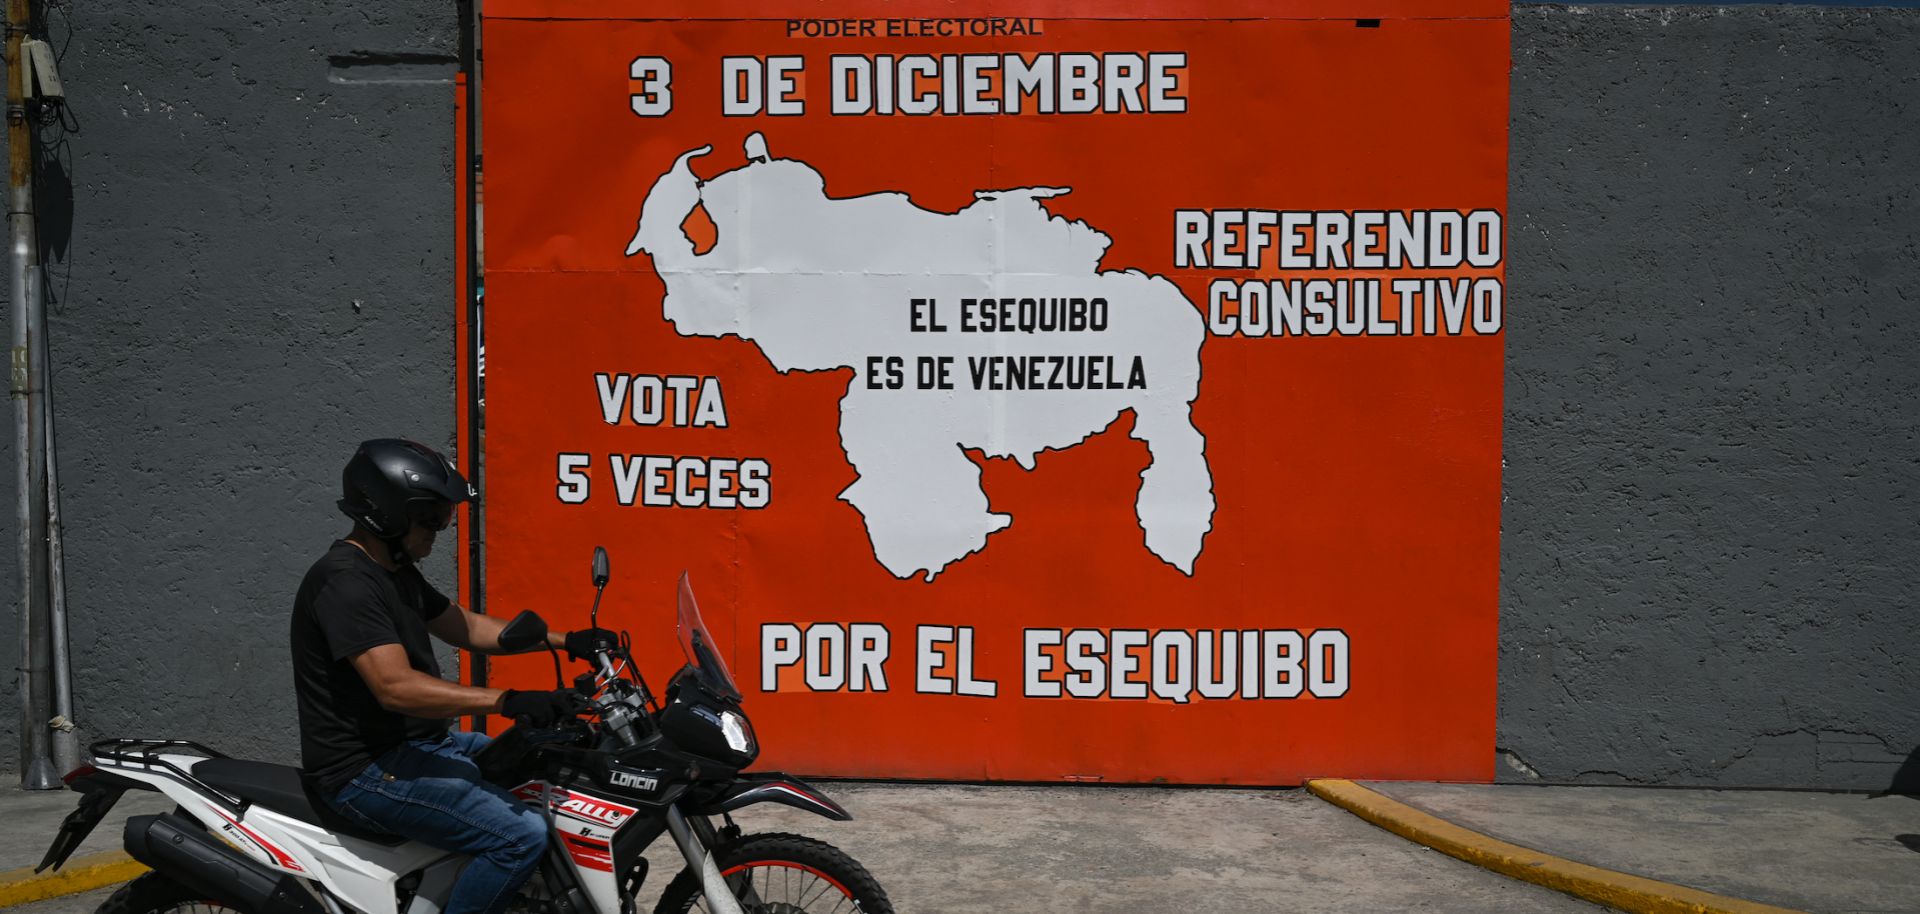 PODER ELECTORAL
3 DE DICIEMBRE
REFERENDO
CONSULTIVO
EL ESEQUIBO
ES DE VENEZUELA
VOTA
5 VECES
POR EL ESEQUIBO
LONCIN